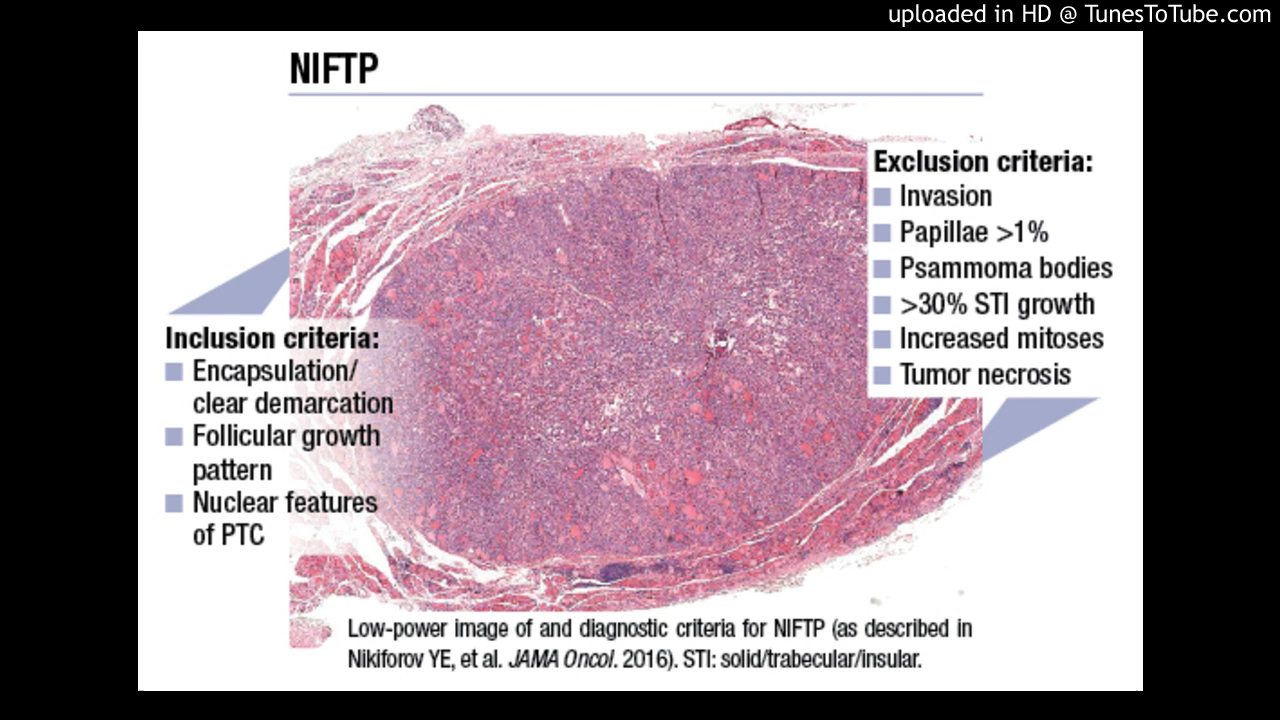 uploaded in HD @ TunesToTube.com
NIFTP
Exclusion criteria:
Invasion
Papillae >1%
Psammoma bodies
>30% STI growth
Increased mitoses
Tumor necrosis
Inclusion criteria:
Encapsulation/
clear demarcation
Follicular growth
pattern
Nuclear features
of PTC
Low-power image of and diagnostic criteria for NIFTP (as described in
Nikiforov YE, et al. JAMA Oncol. 2016). STI: solid/trabecular/insular.